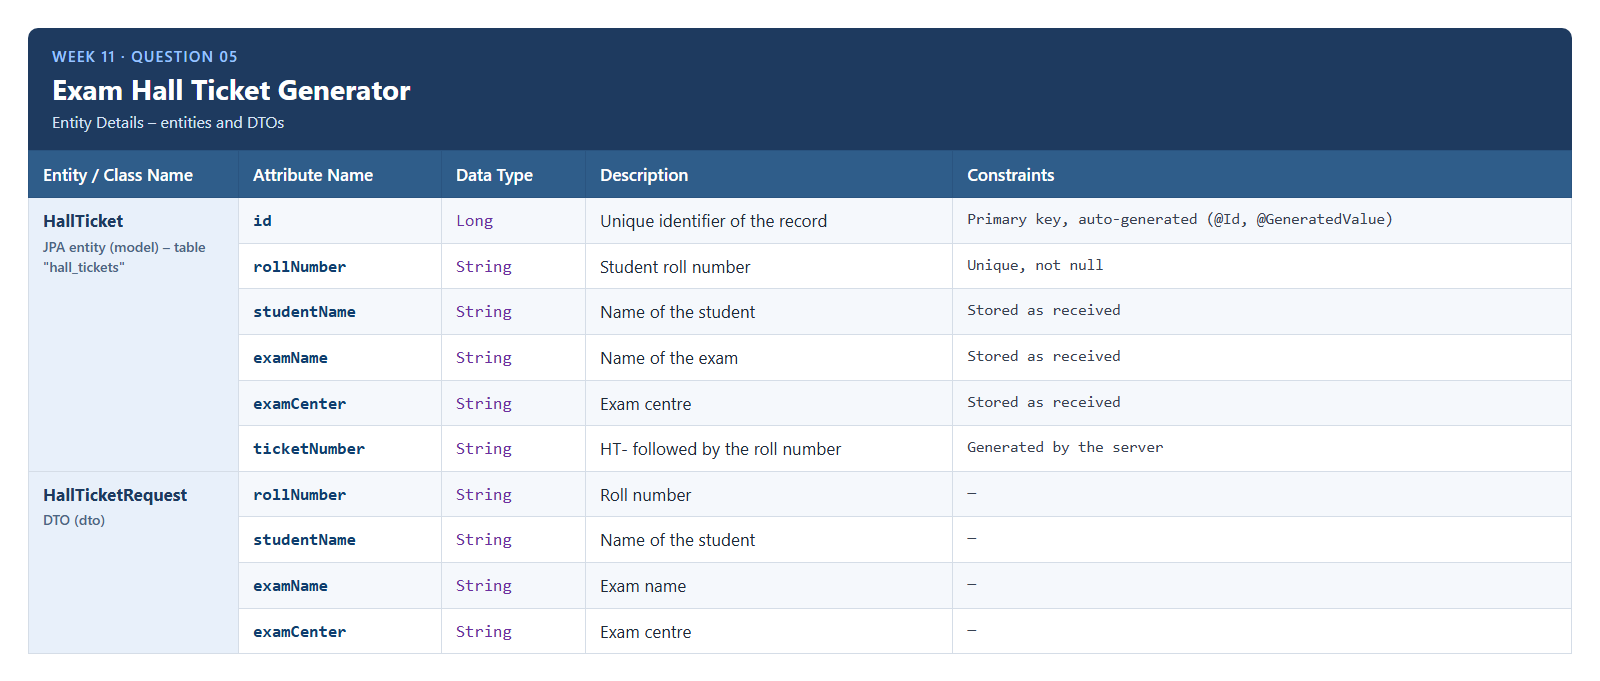 WEEK 11 · QUESTION 05
Exam Hall Ticket Generator
Entity Details – entities and DTOs
Entity / Class Name Attribute Name Data Type Description Constraints
HallTicket id Long Unique identifier of the record Primary key, auto-generated (@Id, @GeneratedValue)
JPA entity (model) – table
"hall_tickets"
rollNumber String Student roll number Unique, not null
studentName String Name of the student Stored as received
examName String Name of the exam Stored as received
examCenter String Exam centre Stored as received
ticketNumber String HT- followed by the roll number Generated by the server
HallTicketRequest rollNumber String Roll number –
DTO (dto)
studentName String Name of the student –
examName String Exam name –
examCenter String Exam centre –